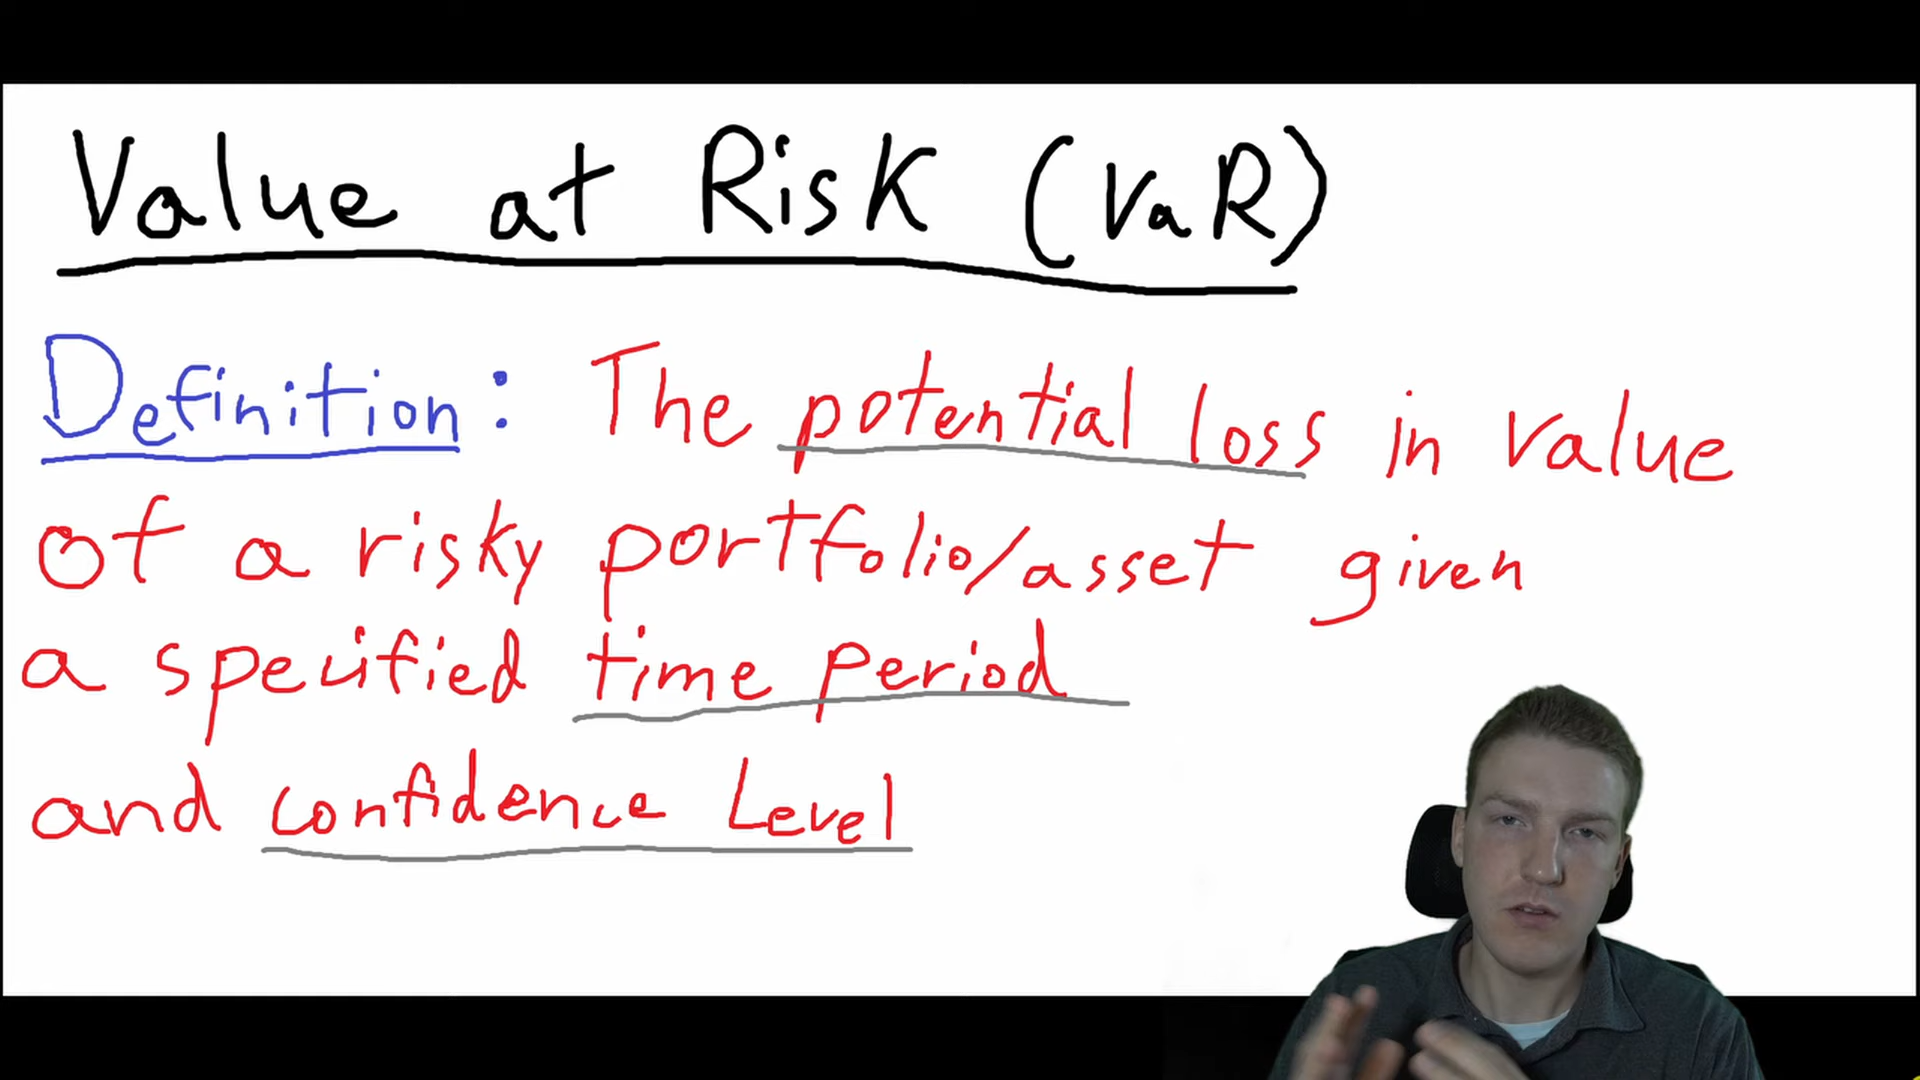 Value at Risk (VaR)
Definition: The potential loss in value
of a risky portfolio/asset given
a specified time period
and confidence Level